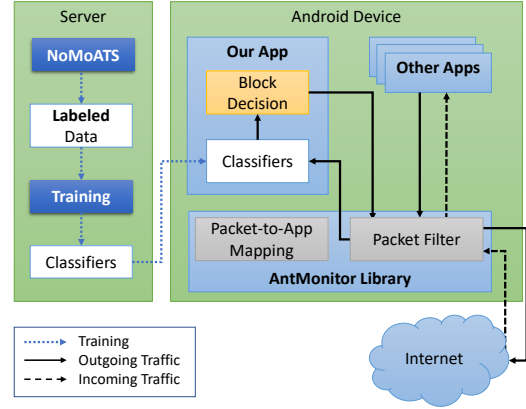 Server
NoMoATS
Labeled
Data
Training
Classifiers
Android Device
Our App
Block
Decision
Classifiers
Other Apps
Packet-to-App
Mapping
Packet Filter
AntMonitor Library
Internet
Training
Outgoing Traffic
Incoming Traffic